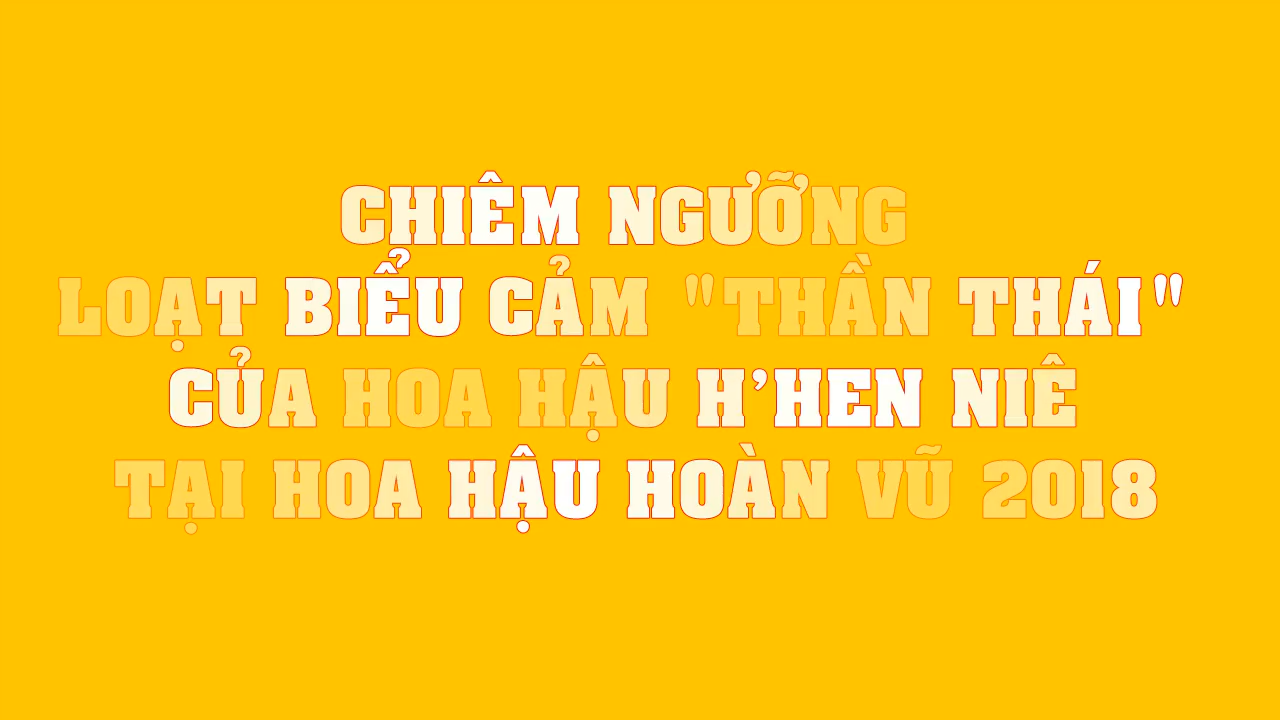 CHIÊM NGƯỠNG
LOẠT BIỂU CẢM "THẦN THÁI"
CỦA HOA HẬU H’HEN NIÊ
TẠI HOA HẬU HOÀN VŨ 2018